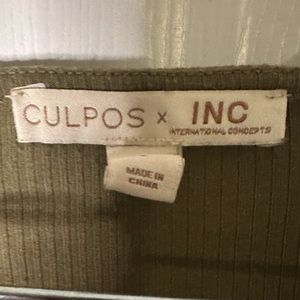 CULPOS x INC
INTERNATIONAL CONCEPTS
MADE IN
CHINA